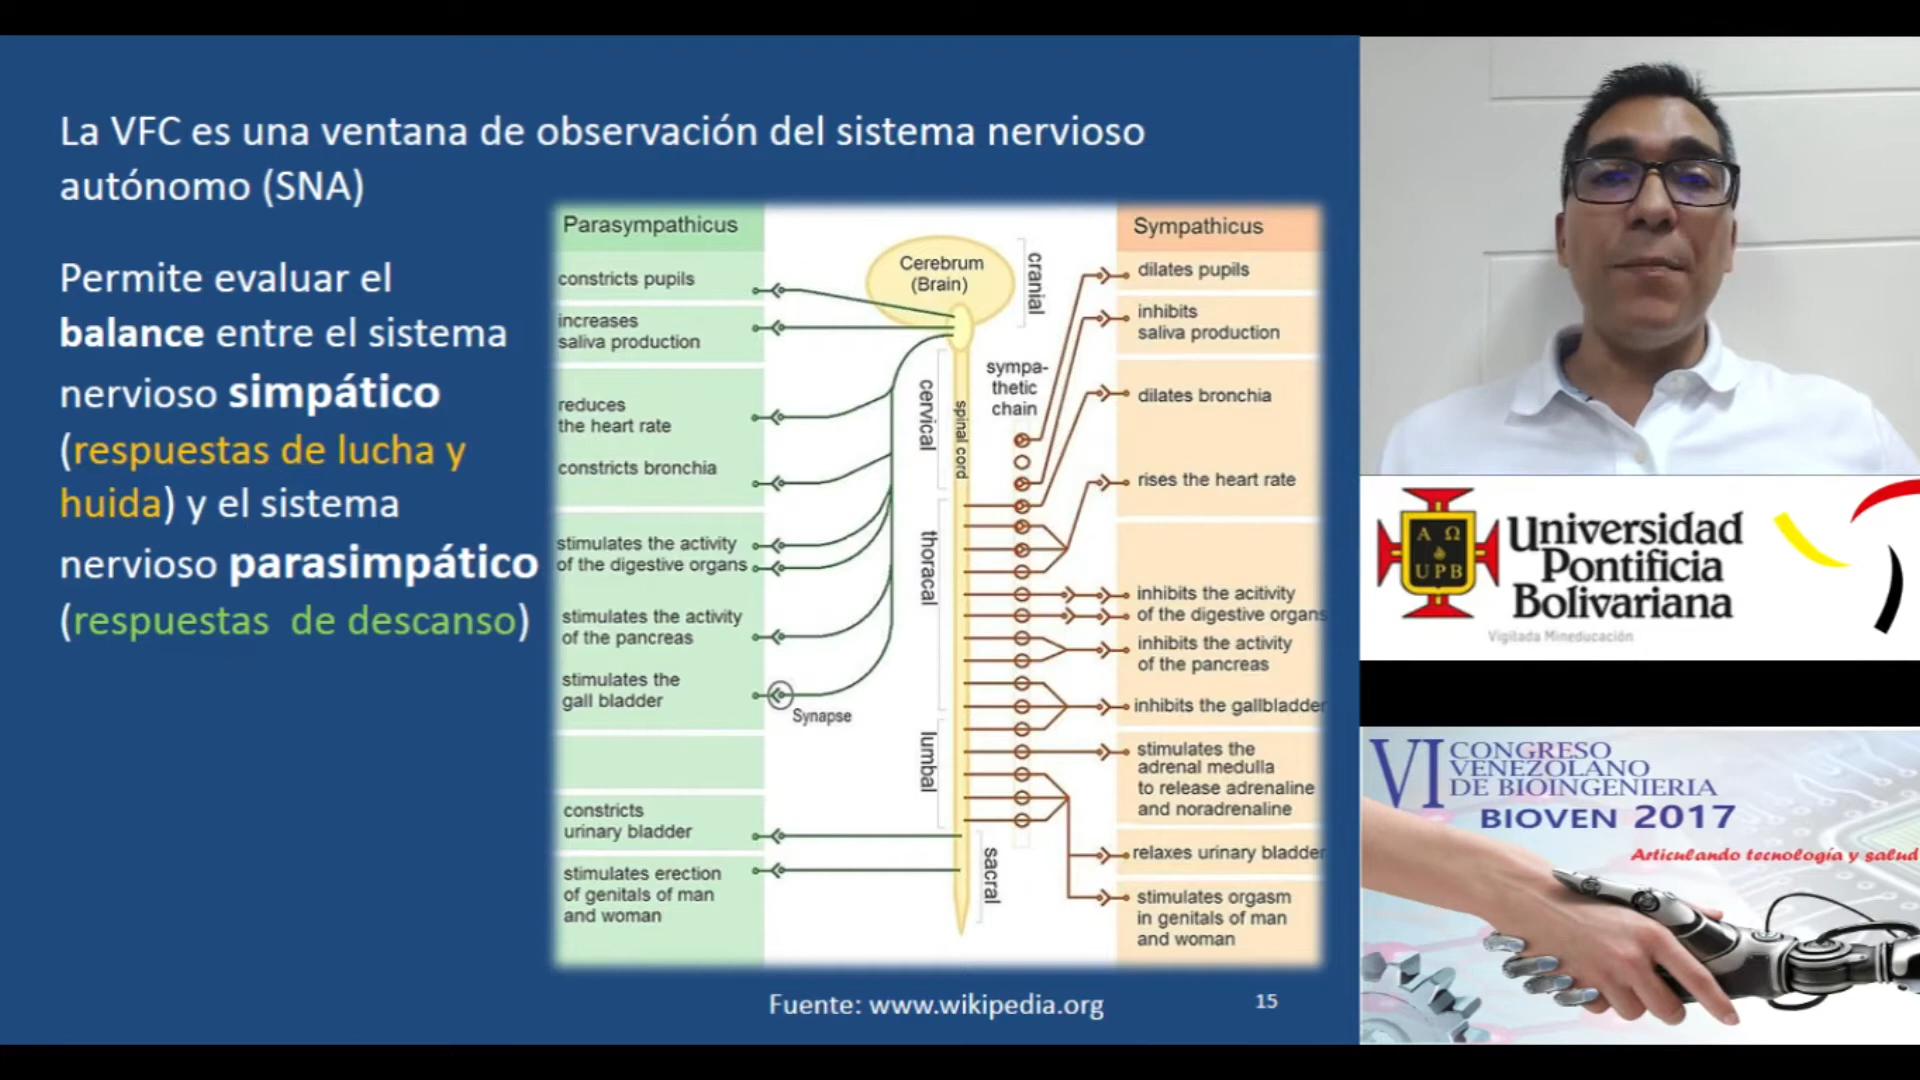 La VFC es una ventana de observación del sistema nervioso
autónomo (SNA)
Permite evaluar el
balance entre el sistema
nervioso simpático
(respuestas de lucha y
huida) y el sistema
nervioso parasimpático
(respuestas de descanso)
Parasympathicus
constricts pupils
increases
saliva production
reduces
the heart rate
constricts bronchia
stimulates the activity
of the digestive organs
stimulates the activity
of the pancreas
stimulates the
gall bladder
constricts
urinary bladder
stimulates erection
of genitals of man
and woman
Cerebrum
(Brain)
cranial
cervical
spinal cord
sympa-
thetic
chain
thoracal
Synapse
lumbal
sacral
Sympathicus
dilates pupils
inhibits
saliva production
dilates bronchia
rises the heart rate
inhibits the acitivity
of the digestive organs
inhibits the activity
of the pancreas
inhibits the gallbladder
stimulates the
adrenal medulla
to release adrenaline
and noradrenaline
relaxes urinary bladder
stimulates orgasm
in genitals of man
and woman
Fuente: www.wikipedia.org
15
Α Ω
UPB
Universidad
Pontificia
Bolivariana
Vigilada Mineducación
VI CONGRESO
VENEZOLANO
DE BIOINGENIERIA
BIOVEN 2017
Articulando tecnología y salud